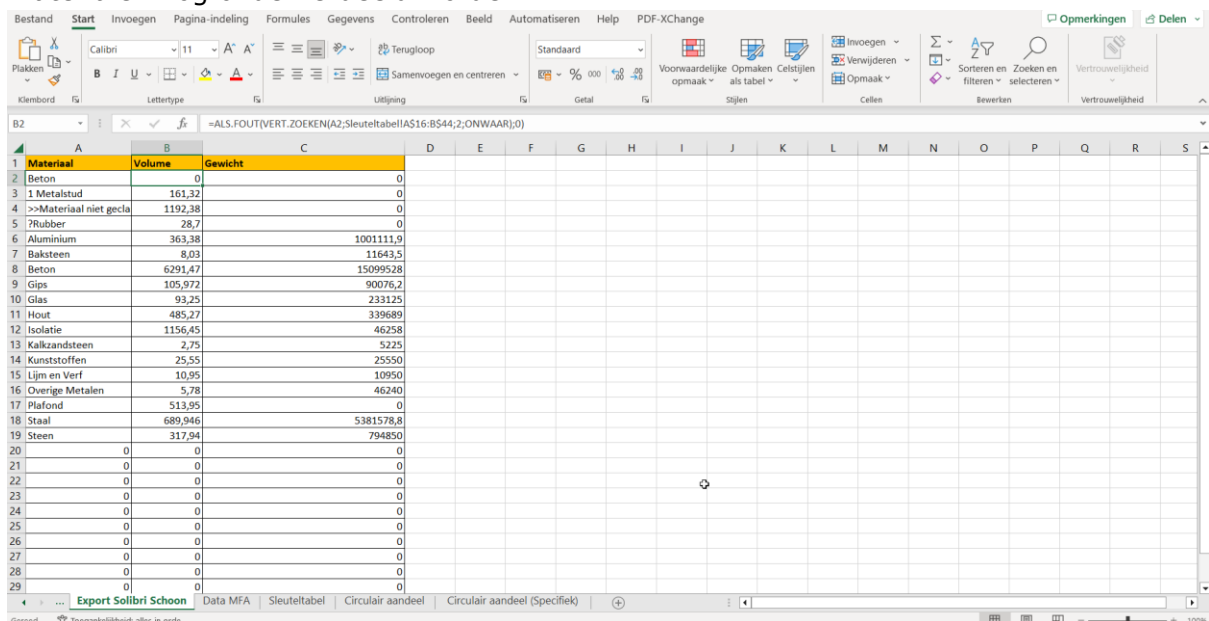 Bestand Start Invoegen Pagina-indeling Formules Gegevens Controleren Beeld Automatiseren Help PDF-XChange Opmerkingen Delen
Plakken
Calibri 11 A^ A˅
B I U A
Terugloop
Samenvoegen en centreren
Standaard
% 000
Voorwaardelijke opmaak
Opmaken als tabel
Celstijlen
Invoegen
Verwijderen
Opmaak
Σ
Sorteren en filteren
Zoeken en selecteren
Vertrouwelijkheid
Klembord Lettertype Uitlijning Getal Stijlen Cellen Bewerken Vertrouwelijkheid
B2 fx =ALS.FOUT(VERT.ZOEKEN(A2;Sleuteltabel!A$16:B$44;2;ONWAAR);0)
A B C D E F G H I J K L M N O P Q R S
1 Materiaal Volume Gewicht
2 Beton 0 0
3 1 Metalstud 161,32 0
4 >>Materiaal niet gecla 1192,38 0
5 ?Rubber 28,7 0
6 Aluminium 363,38 1001111,9
7 Baksteen 8,03 11643,5
8 Beton 6291,47 15099528
9 Gips 105,972 90076,2
10 Glas 93,25 233125
11 Hout 485,27 339689
12 Isolatie 1156,45 46258
13 Kalkzandsteen 2,75 5225
14 Kunststoffen 25,55 25550
15 Lijm en Verf 10,95 10950
16 Overige Metalen 5,78 46240
17 Plafond 513,95 0
18 Staal 689,946 5381578,8
19 Steen 317,94 794850
20 0 0 0
21 0 0 0
22 0 0 0
23 0 0 0
24 0 0 0
25 0 0 0
26 0 0 0
27 0 0 0
28 0 0 0
29 0 0 0
... Export Solibri Schoon Data MFA Sleuteltabel Circulair aandeel Circulair aandeel (Specifiek)
100%